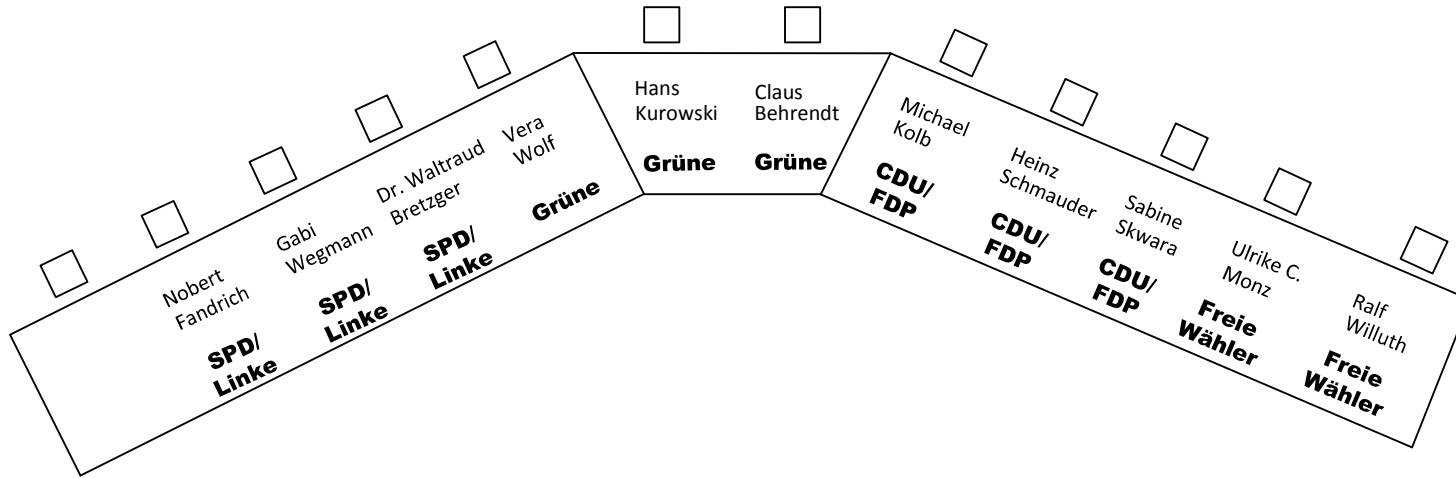 Nobert
Fandrich
SPD/
Linke
Gabi
Wegmann
SPD/
Linke
Dr. Waltraud
Bretzger
SPD/
Linke
Vera
Wolf
Grüne
Hans
Kurowski
Grüne
Claus
Behrendt
Grüne
Michael
Kolb
CDU/
FDP
Heinz
Schmauder
CDU/
FDP
Sabine
Skwara
CDU/
FDP
Ulrike C.
Monz
Freie
Wähler
Ralf
Willuth
Freie
Wähler